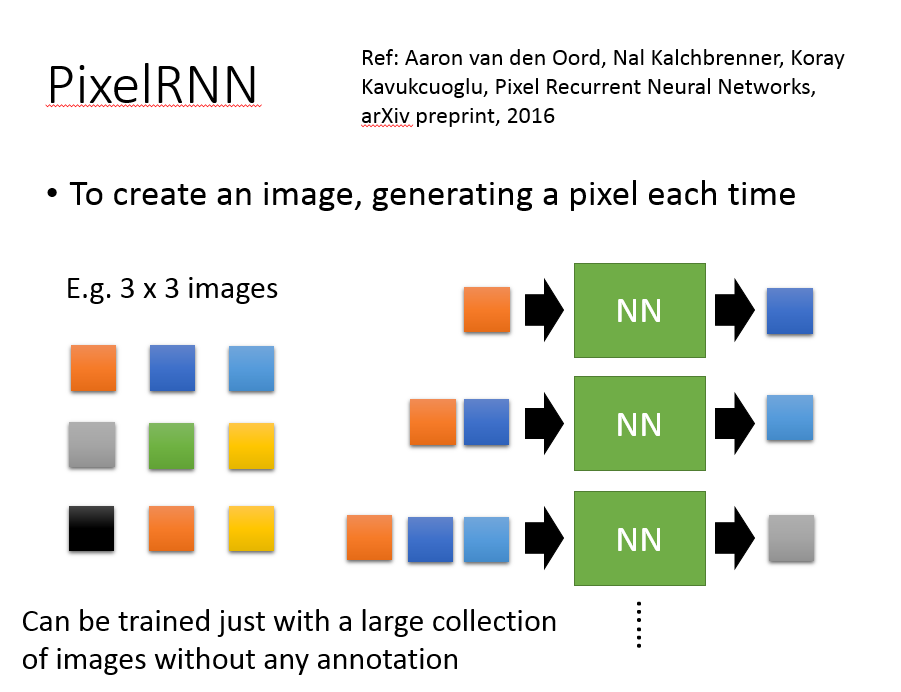 PixelRNN
Ref: Aaron van den Oord, Nal Kalchbrenner, Koray
Kavukcuoglu, Pixel Recurrent Neural Networks,
arXiv preprint, 2016
• To create an image, generating a pixel each time
E.g. 3 x 3 images
NN
NN
NN
Can be trained just with a large collection
of images without any annotation